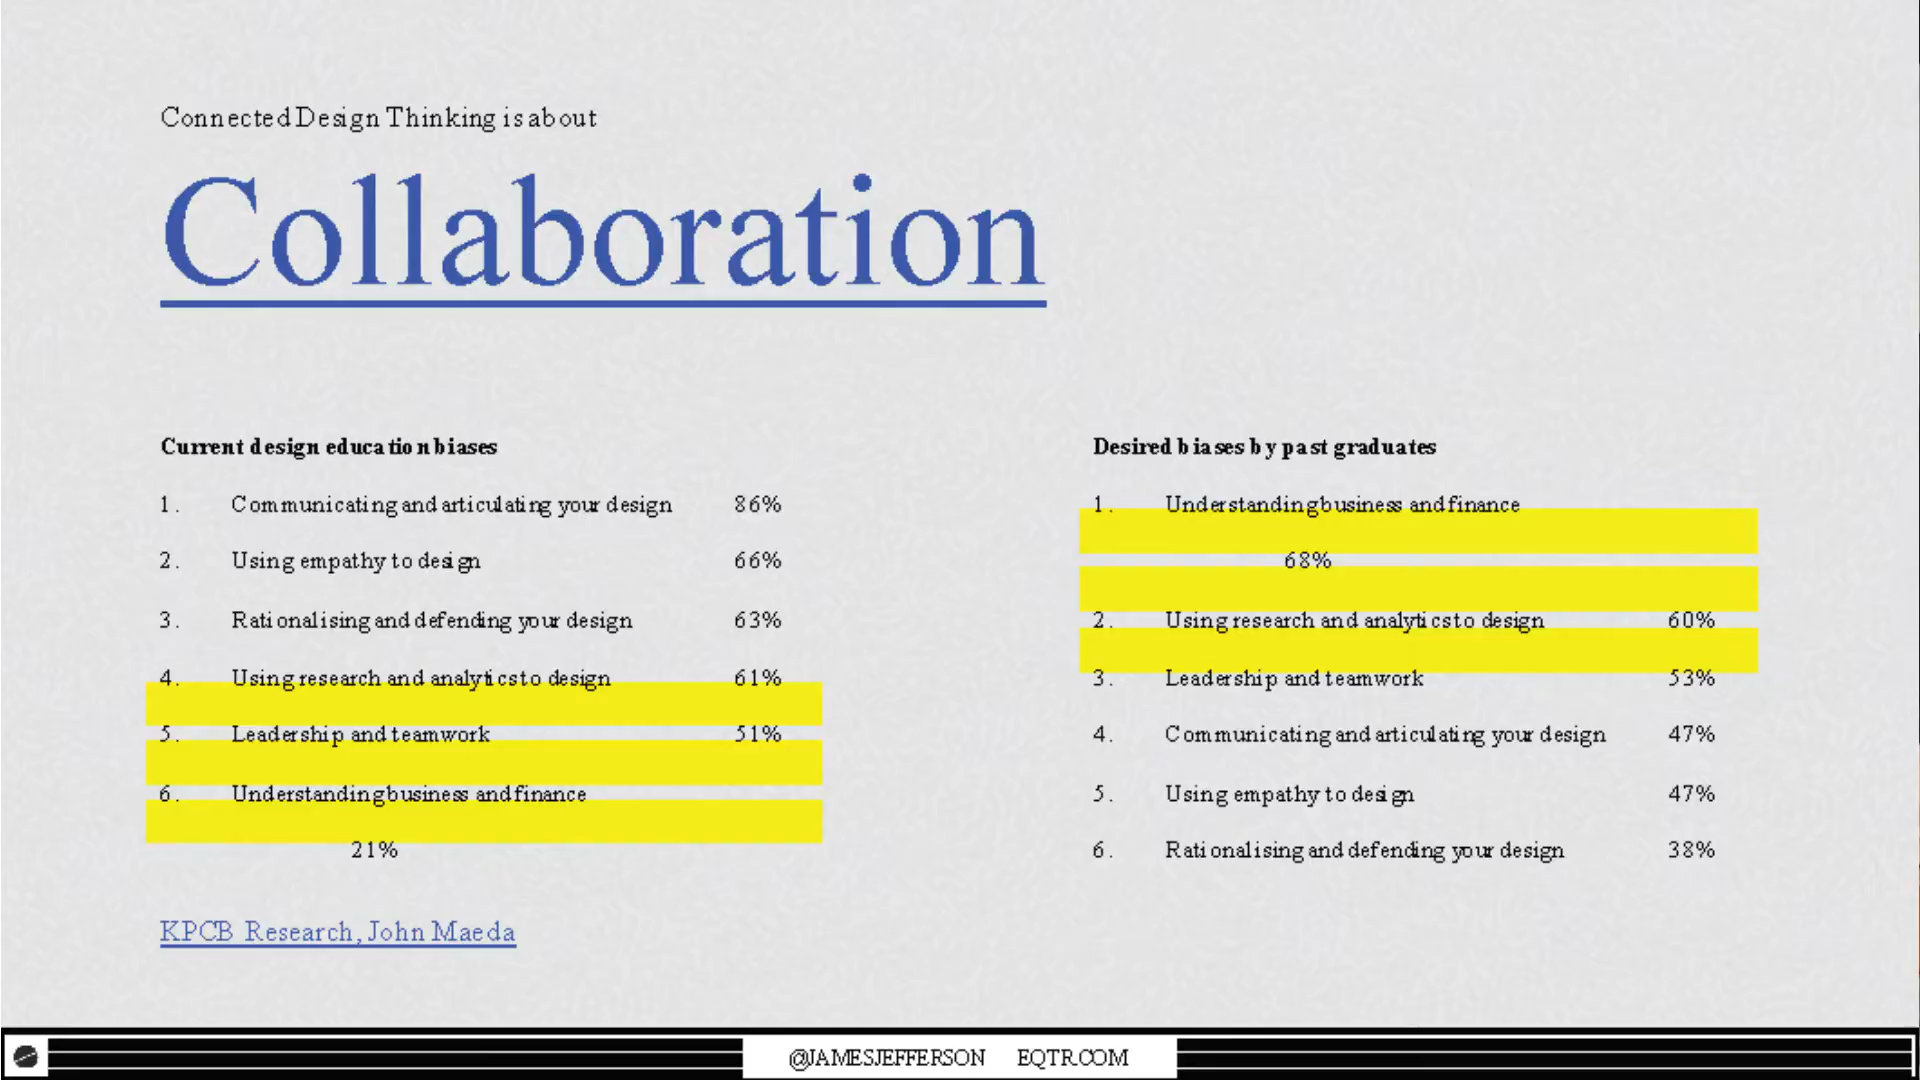 Connected Design Thinking is about
Collaboration
Current design education biases
1. Communicating and articulating your design 86%
2. Using empathy to design 66%
3. Rationalising and defending your design 63%
4. Using research and analytics to design 61%
5. Leadership and teamwork 51%
6. Understanding business and finance
21%
KPCB Research, John Maeda
Desired biases by past graduates
1. Understanding business and finance
68%
2. Using research and analytics to design 60%
3. Leadership and teamwork 53%
4. Communicating and articulating your design 47%
5. Using empathy to design 47%
6. Rationalising and defending your design 38%
@JAMESJEFFERSON EQTR.COM